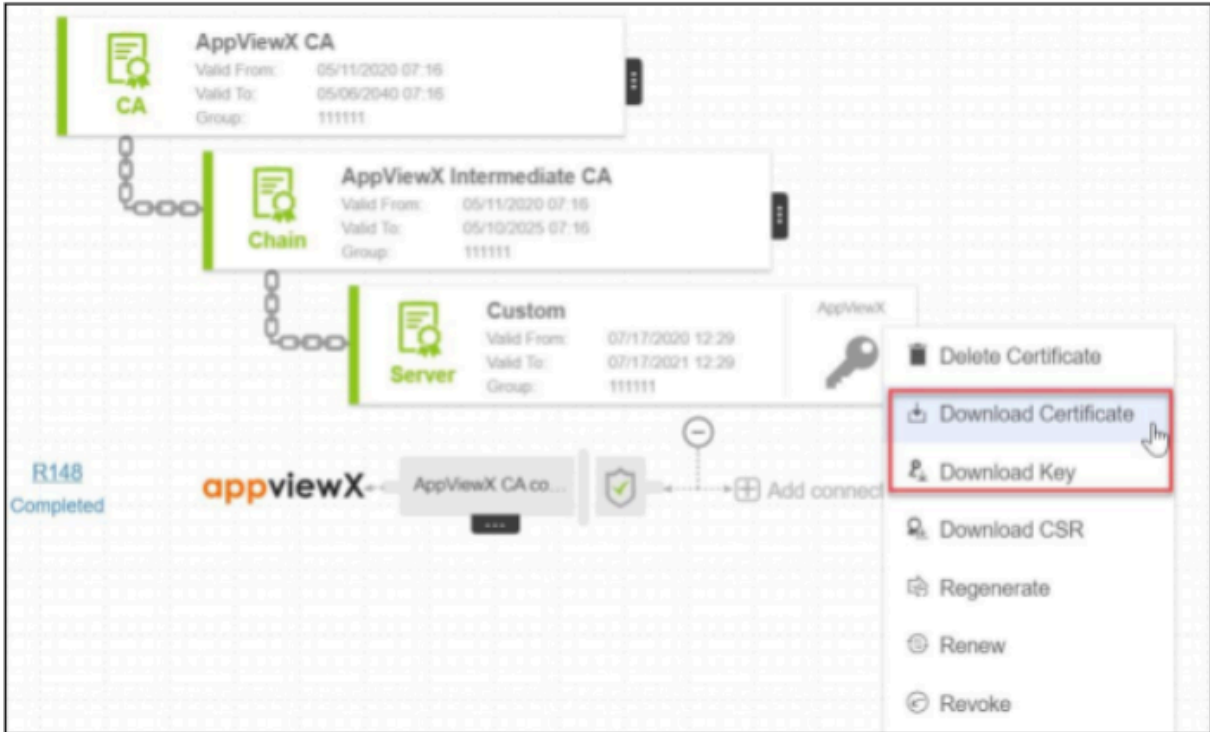 AppViewX CA
Valid From: 05/11/2020 07:16
Valid To: 05/06/2040 07:16
Group: 111111
CA
AppViewX Intermediate CA
Valid From: 05/11/2020 07:16
Valid To: 05/10/2025 07:16
Group: 111111
Chain
Custom
Valid From: 07/17/2020 12:29
Valid To: 07/17/2021 12:29
Group: 111111
Server
AppViewX
Delete Certificate
Download Certificate
Download Key
Download CSR
Regenerate
Renew
Revoke
R148
Completed
appviewX
AppViewX CA co...
Add connect